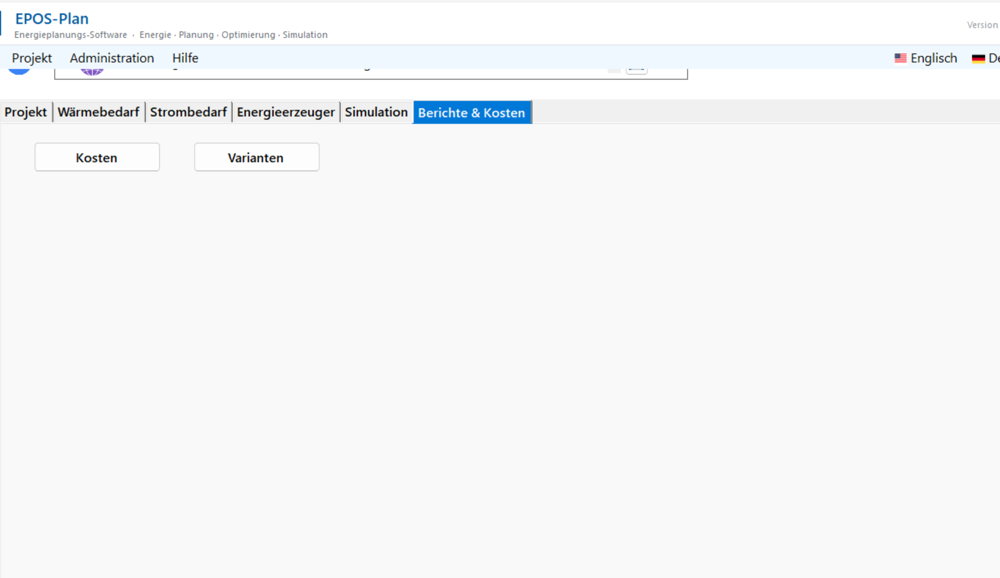 EPOS-Plan
Energieplanungs-Software · Energie · Planung · Optimierung · Simulation
Version
Projekt Administration Hilfe Englisch
Projekt Wärmebedarf Strombedarf Energieerzeuger Simulation Berichte & Kosten
Kosten Varianten